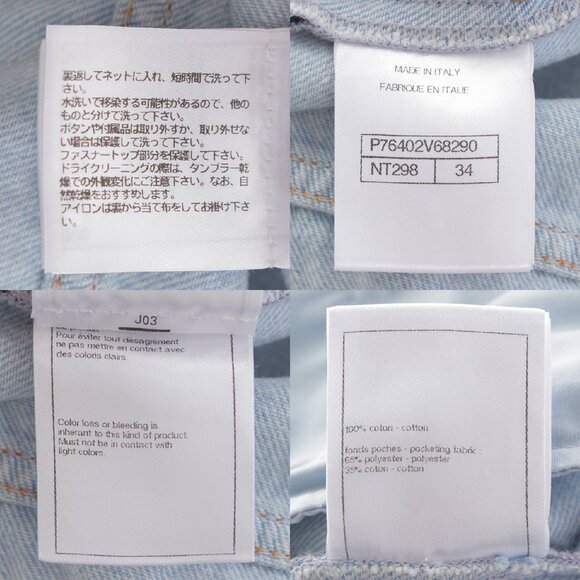 裏返してネットに入れ、短時間で洗って下
さい。
水洗いで移染する可能性があるので、他の
ものと分けて洗って下さい。
ボタンや付属品は取り外すか、取り外せな
い場合は保護して洗って下さい。
ファスナートップ部分を保護して下さい。
ドライクリーニングの際は、タンブラー乾
燥での外観変化にご注意下さい。なお、自
然乾燥をおすすめします。
アイロンは裏から当て布をしてお掛け下さ
い。
MADE IN ITALY
FABRIQUE EN ITALIE
P76402V68290
NT298 34
J03
Pour éviter tout désagrément
ne pas mettre en contact avec
des colons clairs.
Color loss or bleeding is
inherant to this kind of product.
Must not be in contact with
light colors.
100% coton - cotton
fonds poches - pocketing fabric :
65% polyester - polyester
35% coton - cotton